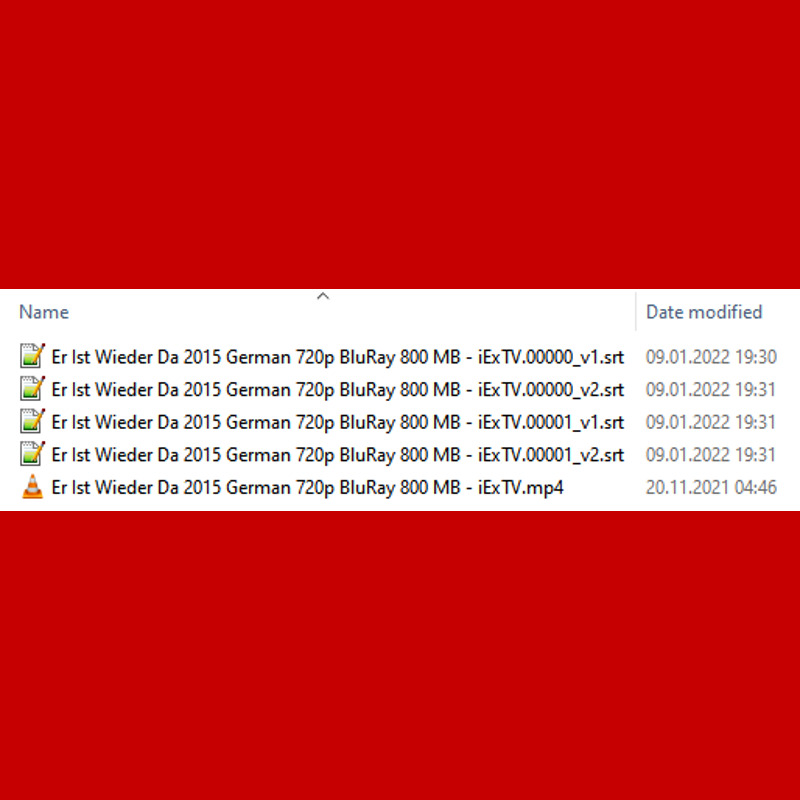 Name Date modified
Er Ist Wieder Da 2015 German 720p BluRay 800 MB - iExTV.00000_v1.srt 09.01.2022 19:30
Er Ist Wieder Da 2015 German 720p BluRay 800 MB - iExTV.00000_v2.srt 09.01.2022 19:31
Er Ist Wieder Da 2015 German 720p BluRay 800 MB - iExTV.00001_v1.srt 09.01.2022 19:31
Er Ist Wieder Da 2015 German 720p BluRay 800 MB - iExTV.00001_v2.srt 09.01.2022 19:31
Er Ist Wieder Da 2015 German 720p BluRay 800 MB - iExTV.mp4 20.11.2021 04:46